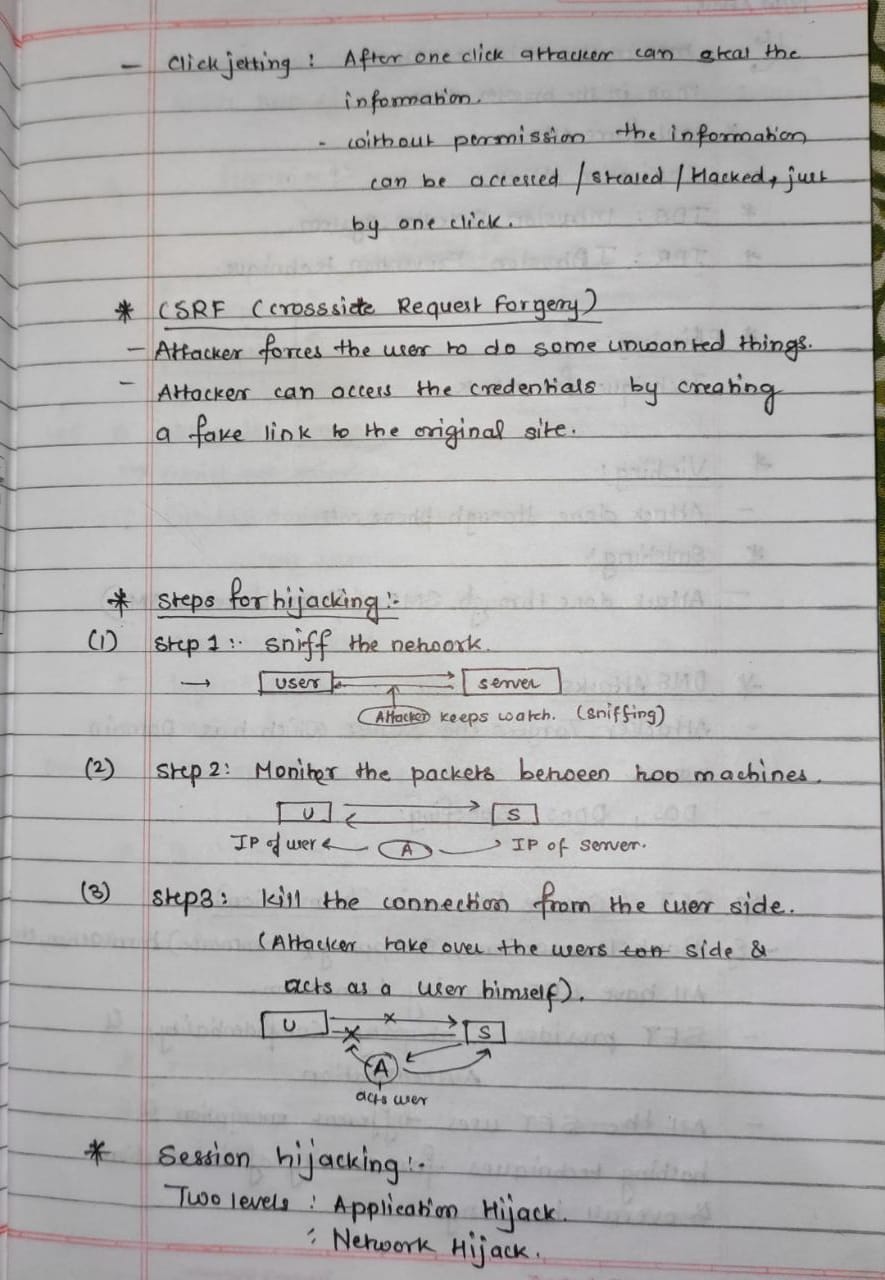 - Clickjetting : After one click attacker can steal the
information.
- without permission the information
can be accessed / stealed / Hacked, just
by one click.
* CSRF (crossside Request Forgery)
- Attacker forces the user to do some unwanted things.
- Attacker can access the credentials by creating
a fake link to the original site.
* Steps for hijacking :-
(1) Step 1 :- sniff the network.
→ user server
Attacker keeps watch. (sniffing)
(2) Step 2: Moniter the packets between two machines.
U S
IP of user A IP of server.
(3) Step3: kill the connection from the user side.
(Attacker take over the users con side &
acts as a user himself).
U x x S
A
acts user
* Session hijacking :-
Two levels : Application Hijack.
: Network Hijack.